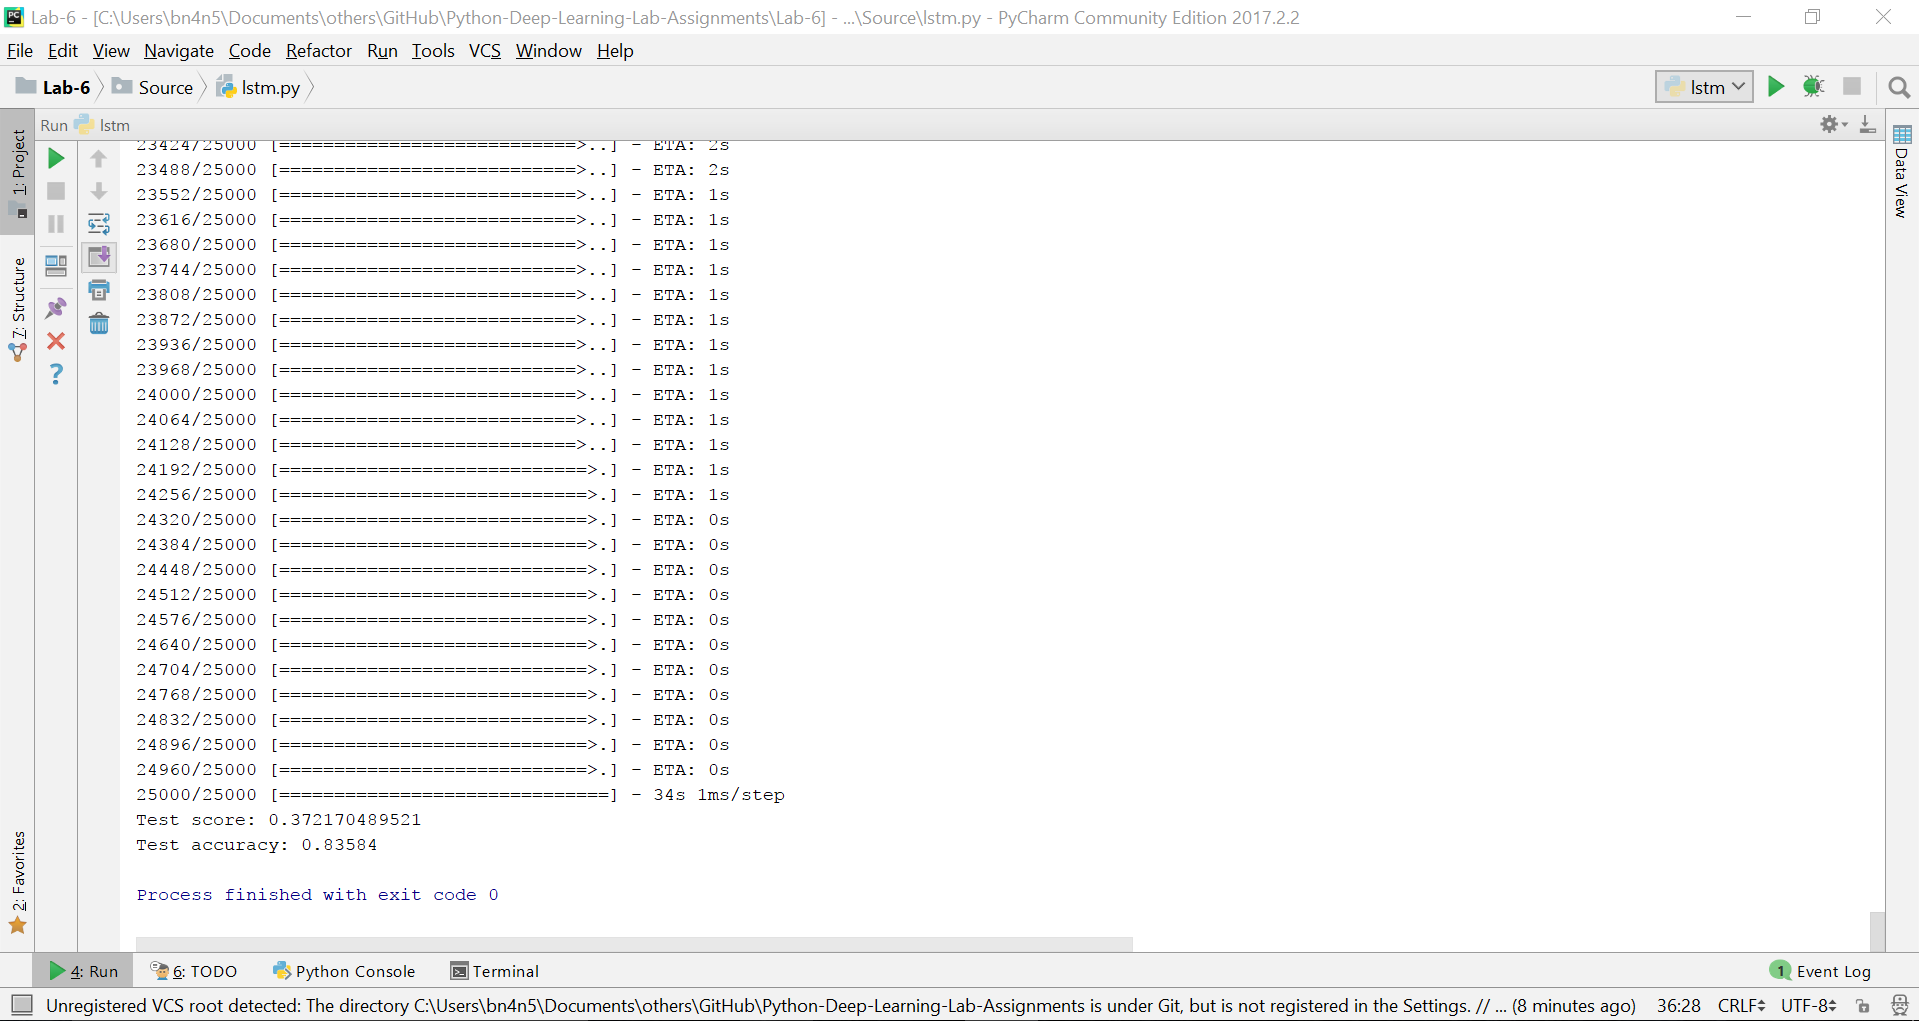 Lab-6 - [C:\Users\bn4n5\Documents\others\GitHub\Python-Deep-Learning-Lab-Assignments\Lab-6] - ...\Source\lstm.py - PyCharm Community Edition 2017.2.2
File Edit View Navigate Code Refactor Run Tools VCS Window Help
Lab-6 Source lstm.py lstm
Run lstm
1: Project
7: Structure
2: Favorites
Data View
23424/25000 [===========================>..] - ETA: 2s
23488/25000 [===========================>..] - ETA: 2s
23552/25000 [===========================>..] - ETA: 1s
23616/25000 [===========================>..] - ETA: 1s
23680/25000 [===========================>..] - ETA: 1s
23744/25000 [===========================>..] - ETA: 1s
23808/25000 [===========================>..] - ETA: 1s
23872/25000 [===========================>..] - ETA: 1s
23936/25000 [===========================>..] - ETA: 1s
23968/25000 [===========================>..] - ETA: 1s
24000/25000 [===========================>..] - ETA: 1s
24064/25000 [===========================>..] - ETA: 1s
24128/25000 [===========================>..] - ETA: 1s
24192/25000 [============================>.] - ETA: 1s
24256/25000 [============================>.] - ETA: 1s
24320/25000 [============================>.] - ETA: 0s
24384/25000 [============================>.] - ETA: 0s
24448/25000 [============================>.] - ETA: 0s
24512/25000 [============================>.] - ETA: 0s
24576/25000 [============================>.] - ETA: 0s
24640/25000 [============================>.] - ETA: 0s
24704/25000 [============================>.] - ETA: 0s
24768/25000 [============================>.] - ETA: 0s
24832/25000 [============================>.] - ETA: 0s
24896/25000 [============================>.] - ETA: 0s
24960/25000 [============================>.] - ETA: 0s
25000/25000 [==============================] - 34s 1ms/step
Test score: 0.372170489521
Test accuracy: 0.83584
Process finished with exit code 0
4: Run 6: TODO Python Console Terminal 1 Event Log
Unregistered VCS root detected: The directory C:\Users\bn4n5\Documents\others\GitHub\Python-Deep-Learning-Lab-Assignments is under Git, but is not registered in the Settings. // ... (8 minutes ago) 36:28 CRLF UTF-8